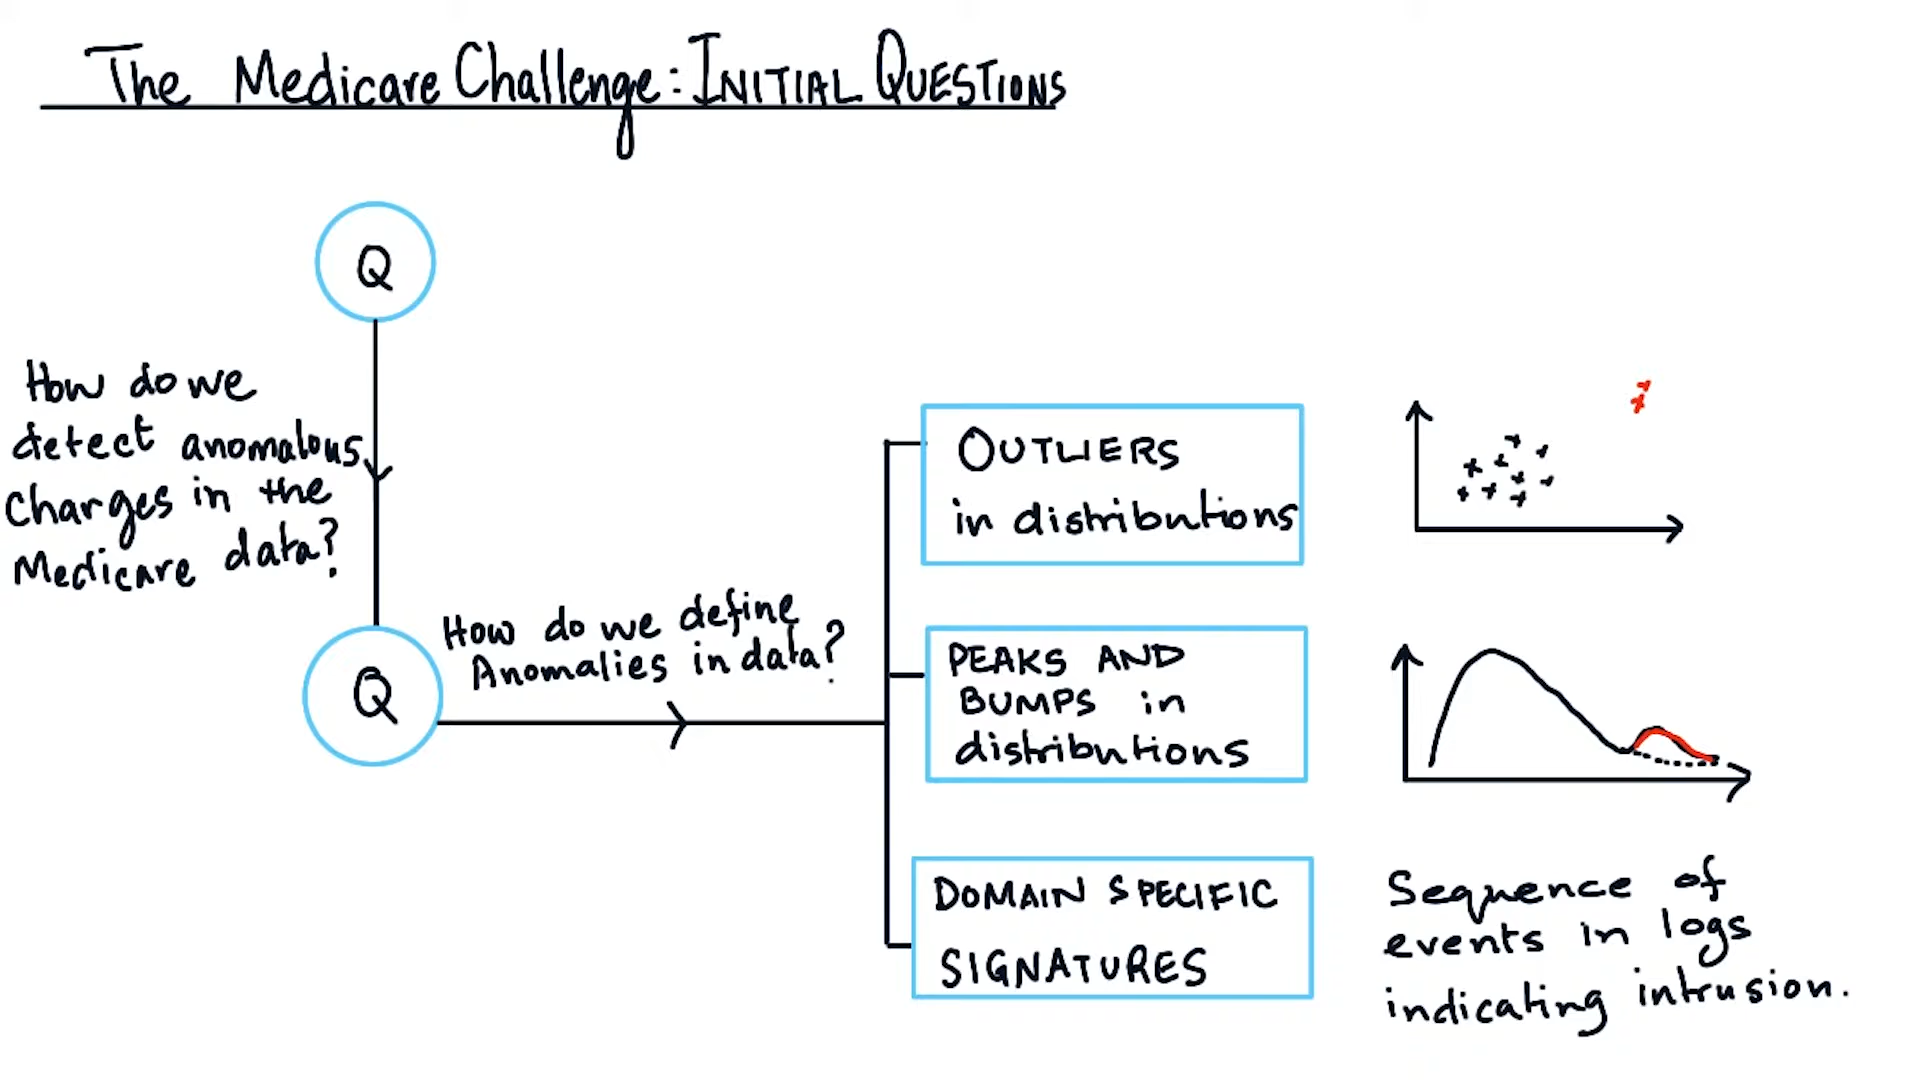 The Medicare Challenge: INITIAL QUESTIONS
Q
How do we
detect anomalous
charges in the
Medicare data?
Q
How do we define
Anomalies in data?
OUTLIERS
in distributions
PEAKS AND
BUMPS in
distributions
DOMAIN SPECIFIC
SIGNATURES
Sequence of
events in logs
indicating intrusion.